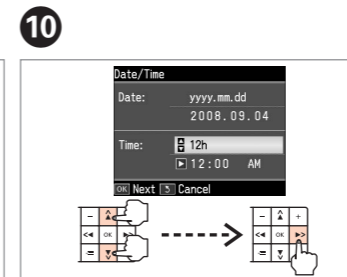 10
Date/Time
Date: yyyy.mm.dd
2008.09.04
Time: 12h
12:00 AM
OK Next Cancel
- +
OK
OK
- +